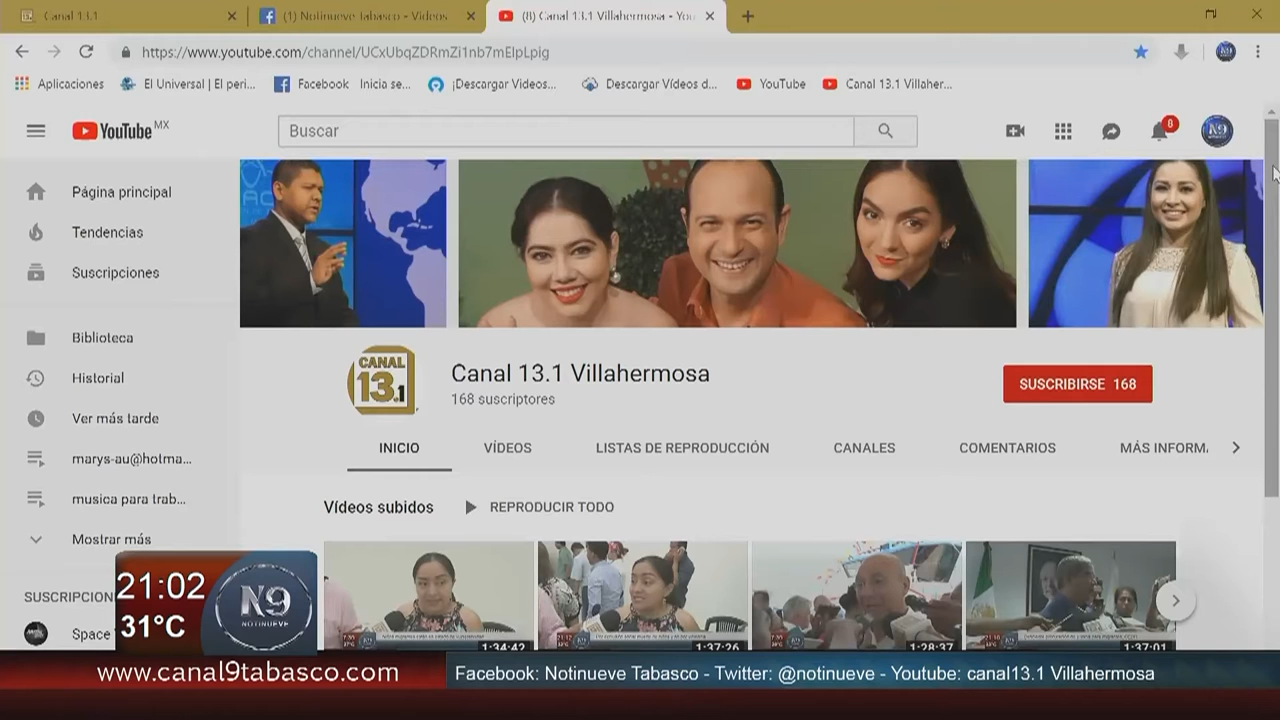 Canal 13.1
(1) Notinueve Tabasco - Videos
(8) Canal 13.1 Villahermosa - You
https://www.youtube.com/channel/UCxUbqZDRmZi1nb7mElpLpig
Aplicaciones
El Universal | El peri...
Facebook Inicia se...
¡Descargar Videos...
Descargar Vídeos d...
YouTube
Canal 13.1 Villaher...
YouTube MX
Buscar
8
N9
Página principal
Tendencias
Suscripciones
Biblioteca
Historial
Ver más tarde
marys-au@hotma...
musica para trab...
Mostrar más
SUSCRIPCION
Space
CANAL
13.1
Canal 13.1 Villahermosa
168 suscriptores
SUSCRIBIRSE 168
INICIO
VÍDEOS
LISTAS DE REPRODUCCIÓN
CANALES
COMENTARIOS
MÁS INFORM.
Vídeos subidos
REPRODUCIR TODO
1:34:42
1:37:26
1:28:37
1:37:01
21:02
31°C
N9
NOTINUEVE
www.canal9tabasco.com
Facebook: Notinueve Tabasco - Twitter: @notinueve - Youtube: canal13.1 Villahermosa